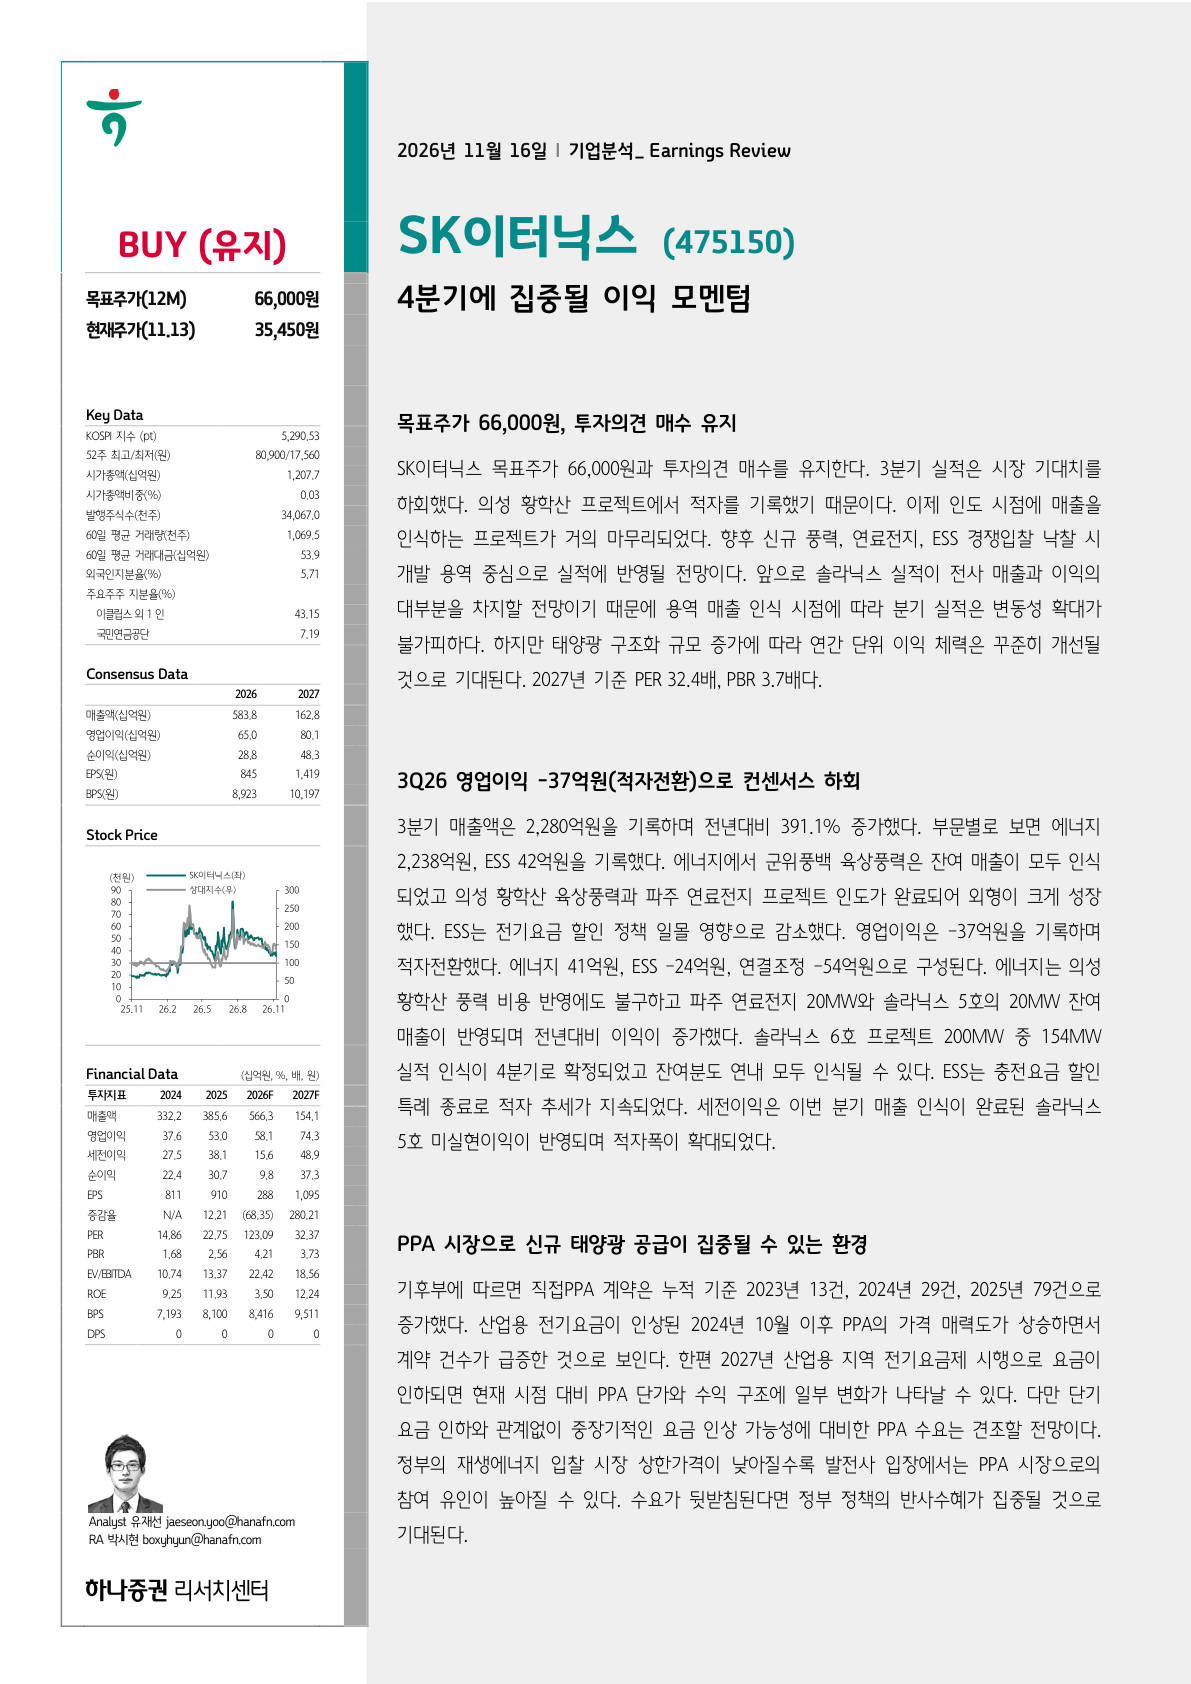 2026년 11월 16일 | 기업분석_ Earnings Review
BUY (유지)
목표주가(12M) 66,000원
현재주가(11.13) 35,450원
Key Data
KOSPI 지수 (pt) 5,290.53
52주 최고/최저(원) 80,900/17,560
시가총액(십억원) 1,207.7
시가총액비중(%) 0.03
발행주식수(천주) 34,067.0
60일 평균 거래량(천주) 1,069.5
60일 평균 거래대금(십억원) 53.9
외국인지분율(%) 5.71
주요주주 지분율(%)
이클립스 외 1 인 43.15
국민연금공단 7.19
Consensus Data
2026 2027
매출액(십억원) 583.8 162.8
영업이익(십억원) 65.0 80.1
순이익(십억원) 28.8 48.3
EPS(원) 845 1,419
BPS(원) 8,923 10,197
Stock Price
(천원)
SK이터닉스(좌)
상대지수(우)
90 300
80 250
70
60 200
50 150
40
30 100
20 50
10
0 0
25.11 26.2 26.5 26.8 26.11
Financial Data (십억원, %, 배, 원)
투자지표 2024 2025 2026F 2027F
매출액 332.2 385.6 566.3 154.1
영업이익 37.6 53.0 58.1 74.3
세전이익 27.5 38.1 15.6 48.9
순이익 22.4 30.7 9.8 37.3
EPS 811 910 288 1,095
증감율 N/A 12.21 (68.35) 280.21
PER 14.86 22.75 123.09 32.37
PBR 1.68 2.56 4.21 3.73
EV/EBITDA 10.74 13.37 22.42 18.56
ROE 9.25 11.93 3.50 12.24
BPS 7,193 8,100 8,416 9,511
DPS 0 0 0 0
Analyst 유재선 jaeseon.yoo@hanafn.com
RA 박시현 boxyhyun@hanafn.com
하나증권 리서치센터
SK이터닉스 (475150)
4분기에 집중될 이익 모멘텀
목표주가 66,000원, 투자의견 매수 유지
SK이터닉스 목표주가 66,000원과 투자의견 매수를 유지한다. 3분기 실적은 시장 기대치를
하회했다. 의성 황학산 프로젝트에서 적자를 기록했기 때문이다. 이제 인도 시점에 매출을
인식하는 프로젝트가 거의 마무리되었다. 향후 신규 풍력, 연료전지, ESS 경쟁입찰 낙찰 시
개발 용역 중심으로 실적에 반영될 전망이다. 앞으로 솔라닉스 실적이 전사 매출과 이익의
대부분을 차지할 전망이기 때문에 용역 매출 인식 시점에 따라 분기 실적은 변동성 확대가
불가피하다. 하지만 태양광 구조화 규모 증가에 따라 연간 단위 이익 체력은 꾸준히 개선될
것으로 기대된다. 2027년 기준 PER 32.4배, PBR 3.7배다.
3Q26 영업이익 -37억원(적자전환)으로 컨센서스 하회
3분기 매출액은 2,280억원을 기록하며 전년대비 391.1% 증가했다. 부문별로 보면 에너지
2,238억원, ESS 42억원을 기록했다. 에너지에서 군위풍백 육상풍력은 잔여 매출이 모두 인식
되었고 의성 황학산 육상풍력과 파주 연료전지 프로젝트 인도가 완료되어 외형이 크게 성장
했다. ESS는 전기요금 할인 정책 일몰 영향으로 감소했다. 영업이익은 -37억원을 기록하며
적자전환했다. 에너지 41억원, ESS -24억원, 연결조정 -54억원으로 구성된다. 에너지는 의성
황학산 풍력 비용 반영에도 불구하고 파주 연료전지 20MW와 솔라닉스 5호의 20MW 잔여
매출이 반영되며 전년대비 이익이 증가했다. 솔라닉스 6호 프로젝트 200MW 중 154MW
실적 인식이 4분기로 확정되었고 잔여분도 연내 모두 인식될 수 있다. ESS는 충전요금 할인
특례 종료로 적자 추세가 지속되었다. 세전이익은 이번 분기 매출 인식이 완료된 솔라닉스
5호 미실현이익이 반영되며 적자폭이 확대되었다.
PPA 시장으로 신규 태양광 공급이 집중될 수 있는 환경
기후부에 따르면 직접PPA 계약은 누적 기준 2023년 13건, 2024년 29건, 2025년 79건으로
증가했다. 산업용 전기요금이 인상된 2024년 10월 이후 PPA의 가격 매력도가 상승하면서
계약 건수가 급증한 것으로 보인다. 한편 2027년 산업용 지역 전기요금제 시행으로 요금이
인하되면 현재 시점 대비 PPA 단가와 수익 구조에 일부 변화가 나타날 수 있다. 다만 단기
요금 인하와 관계없이 중장기적인 요금 인상 가능성에 대비한 PPA 수요는 견조할 전망이다.
정부의 재생에너지 입찰 시장 상한가격이 낮아질수록 발전사 입장에서는 PPA 시장으로의
참여 유인이 높아질 수 있다. 수요가 뒷받침된다면 정부 정책의 반사수혜가 집중될 것으로
기대된다.